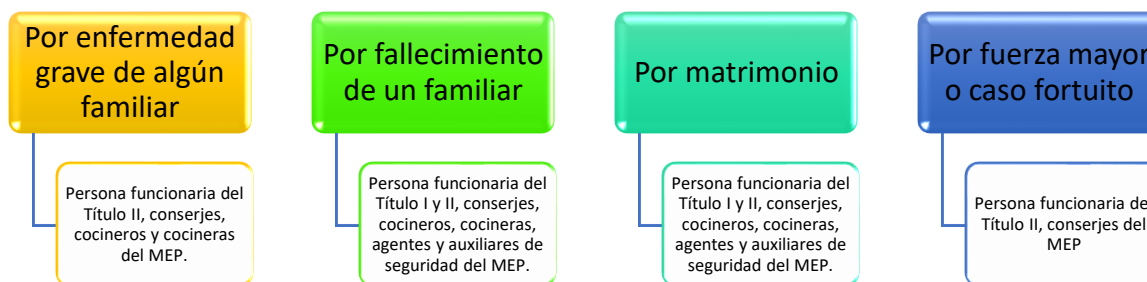 Por enfermedad
grave de algún
familiar
Persona funcionaria del
Título II, conserjes,
cocineros y cocineras
del MEP.
Por fallecimiento
de un familiar
Persona funcionaria del
Título I y II, conserjes,
cocineros, cocineras,
agentes y auxiliares de
seguridad del MEP.
Por matrimonio
Persona funcionaria del
Título I y II, conserjes,
cocineros, cocineras,
agentes y auxiliares de
seguridad del MEP.
Por fuerza mayor
o caso fortuito
Persona funcionaria de
Título II, conserjes del
MEP